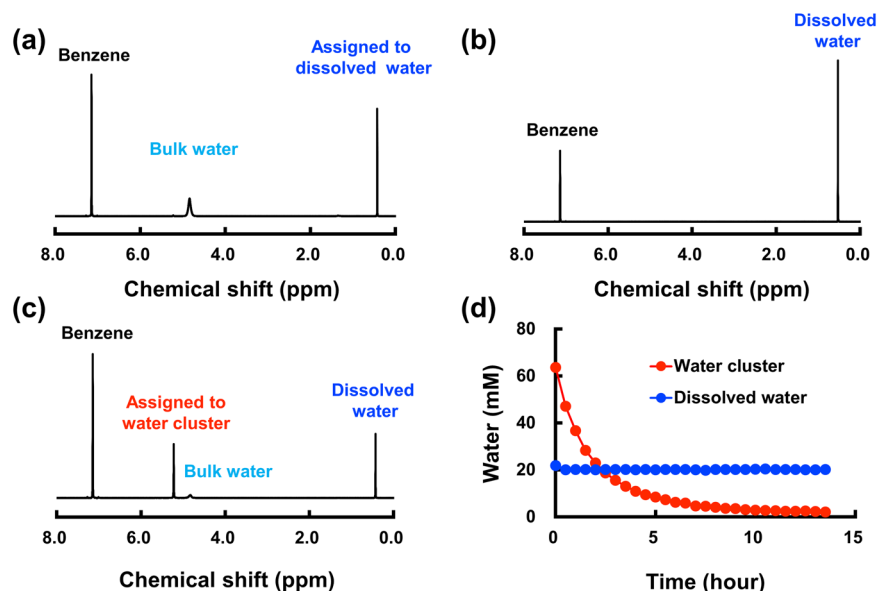 (a)
Benzene
Assigned to
dissolved water
Bulk water
8.0 6.0 4.0 2.0 0.0
Chemical shift (ppm)
(b)
Dissolved
water
Benzene
8.0 6.0 4.0 2.0 0.0
Chemical shift (ppm)
(c)
Benzene
Assigned to
water cluster
Dissolved
water
Bulk water
8.0 6.0 4.0 2.0 0.0
Chemical shift (ppm)
(d)
80
60
40
20
0
Water (mM)
Water cluster
Dissolved water
0 5 10 15
Time (hour)